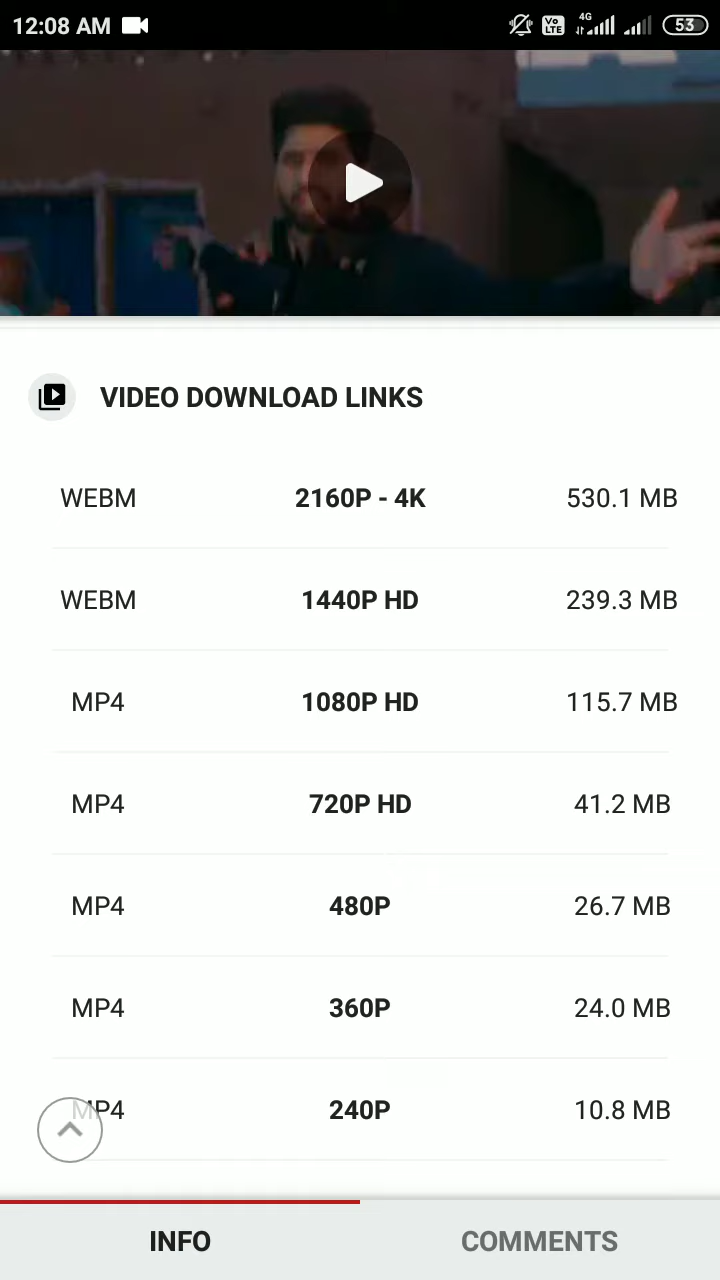 12:08 AM Vo LTE 4G 53
VIDEO DOWNLOAD LINKS
WEBM 2160P - 4K 530.1 MB
WEBM 1440P HD 239.3 MB
MP4 1080P HD 115.7 MB
MP4 720P HD 41.2 MB
MP4 480P 26.7 MB
MP4 360P 24.0 MB
MP4 240P 10.8 MB
INFO COMMENTS